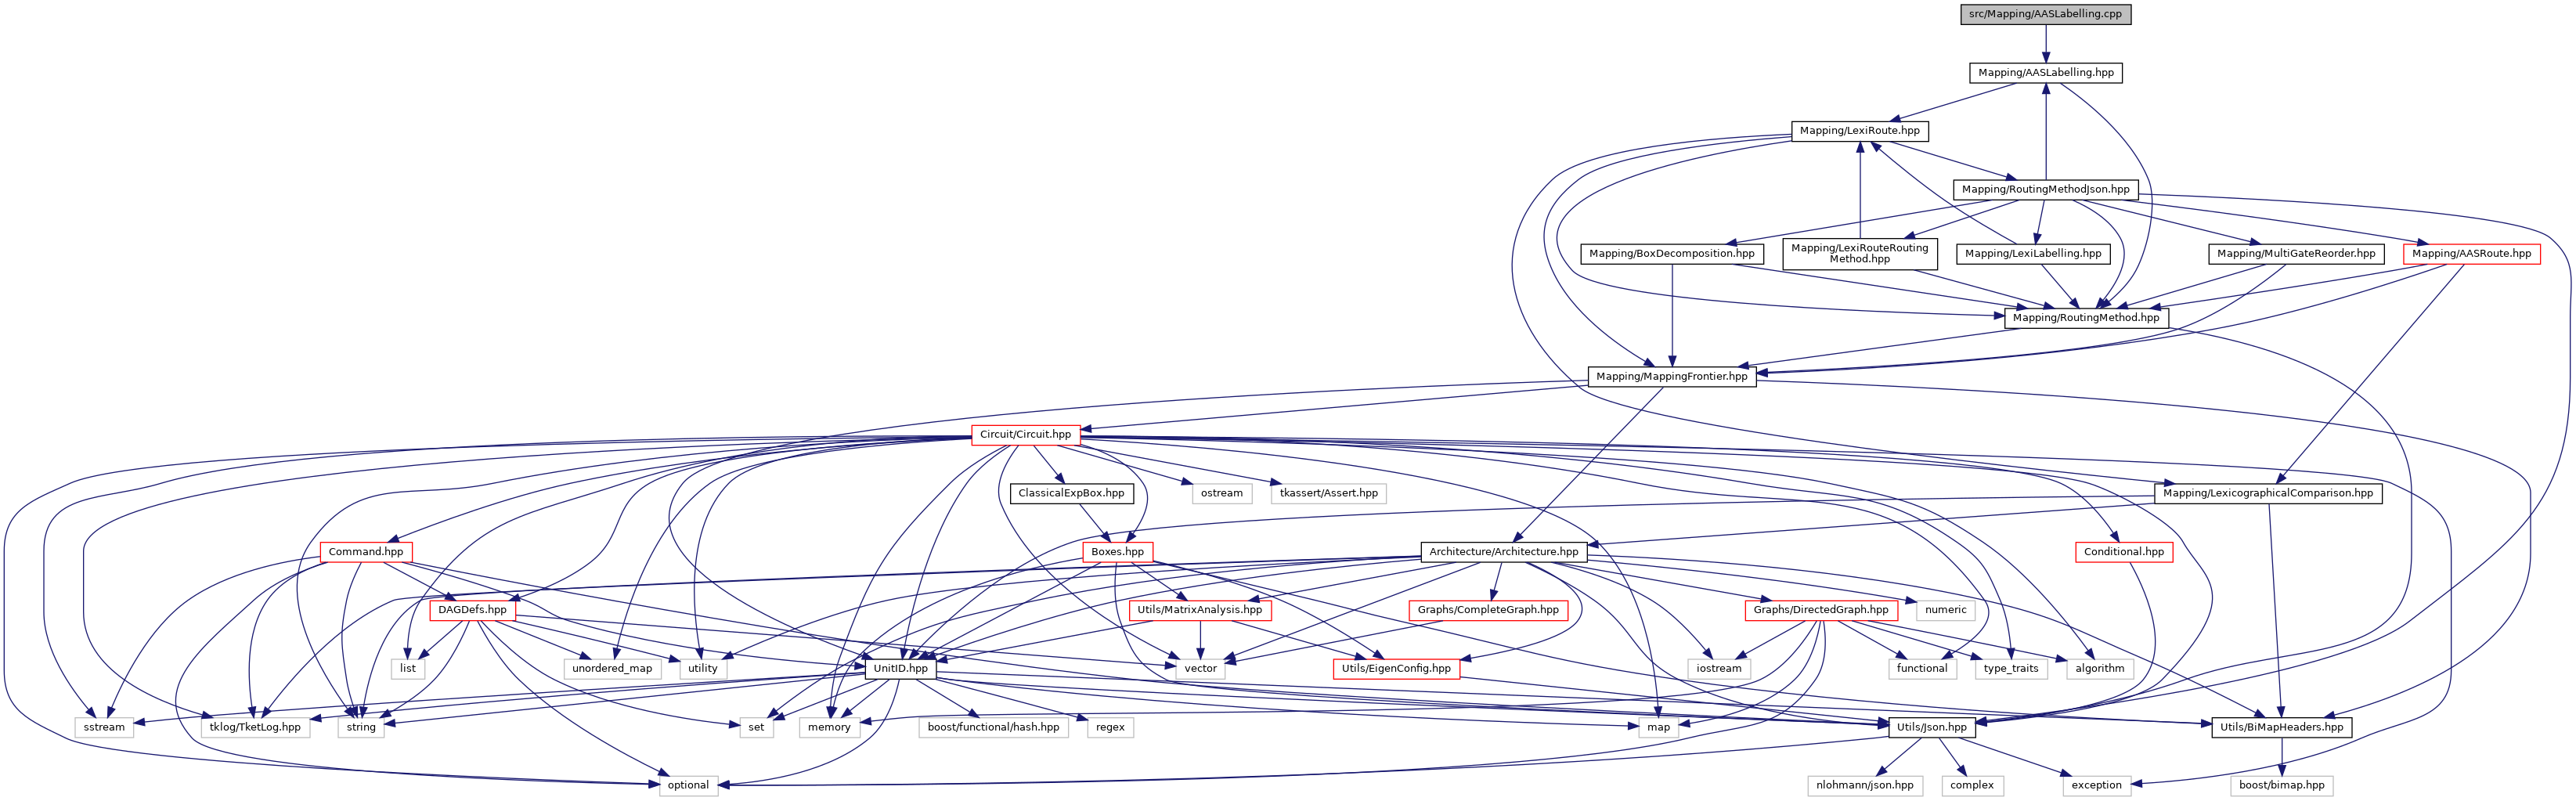 src/Mapping/AASLabelling.cpp
Mapping/AASLabelling.hpp
Mapping/LexiRoute.hpp
Mapping/RoutingMethodJson.hpp
Mapping/BoxDecomposition.hpp
Mapping/LexiRouteRouting
Method.hpp
Mapping/LexiLabelling.hpp
Mapping/MultiGateReorder.hpp
Mapping/AASRoute.hpp
Mapping/RoutingMethod.hpp
Mapping/MappingFrontier.hpp
Circuit/Circuit.hpp
ClassicalExpBox.hpp
ostream
tkassert/Assert.hpp
Mapping/LexicographicalComparison.hpp
Command.hpp
Boxes.hpp
Architecture/Architecture.hpp
Conditional.hpp
DAGDefs.hpp
Utils/MatrixAnalysis.hpp
Graphs/CompleteGraph.hpp
Graphs/DirectedGraph.hpp
numeric
list
unordered_map
utility
UnitID.hpp
vector
Utils/EigenConfig.hpp
iostream
functional
type_traits
algorithm
sstream
tklog/TketLog.hpp
string
set
memory
boost/functional/hash.hpp
regex
map
Utils/Json.hpp
Utils/BiMapHeaders.hpp
optional
nlohmann/json.hpp
complex
exception
boost/bimap.hpp